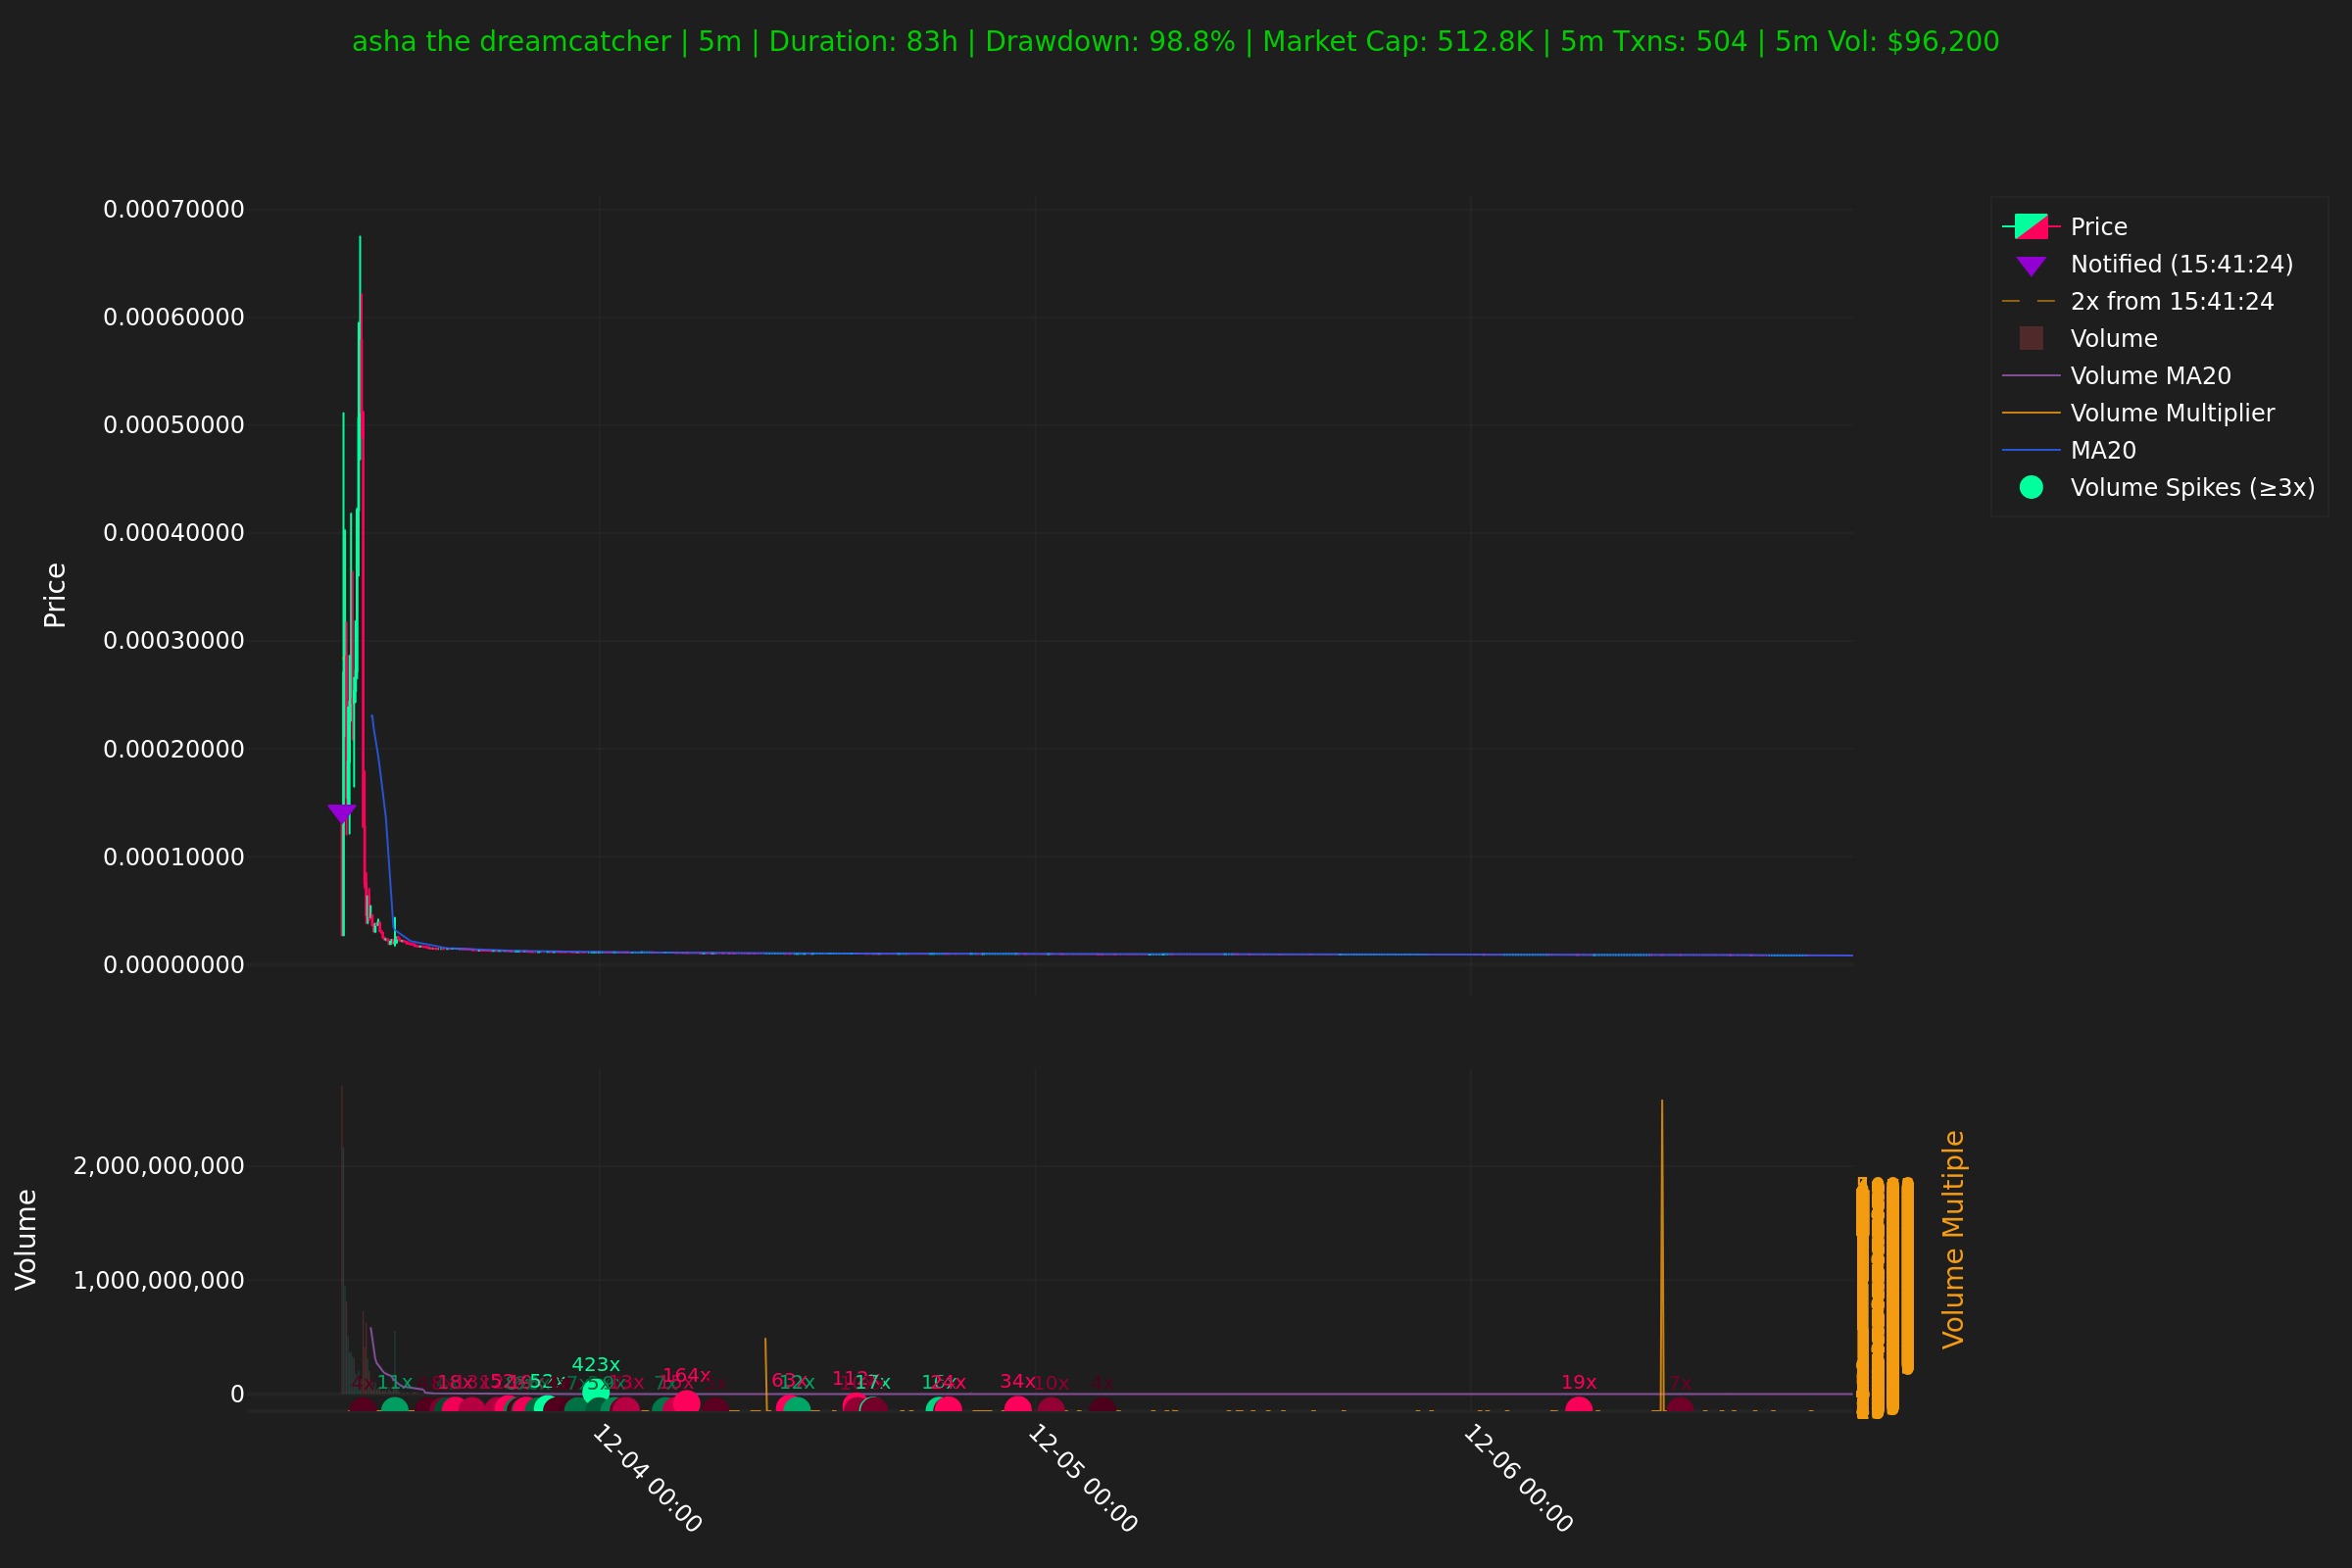 asha the dreamcatcher | 5m | Duration: 83h | Drawdown: 98.8% | Market Cap: 512.8K | 5m Txns: 504 | 5m Vol: $96,200
Price
0.00070000
0.00060000
0.00050000
0.00040000
0.00030000
0.00020000
0.00010000
0.00000000
Price
Notified (15:41:24)
2x from 15:41:24
Volume
Volume MA20
Volume Multiplier
MA20
Volume Spikes (≥3x)
Volume
2,000,000,000
1,000,000,000
0
11x
18x
423x
164x
63x
12x
17x
34x
10x
4x
19x
7x
Volume Multiple
12-04 00:00
12-05 00:00
12-06 00:00